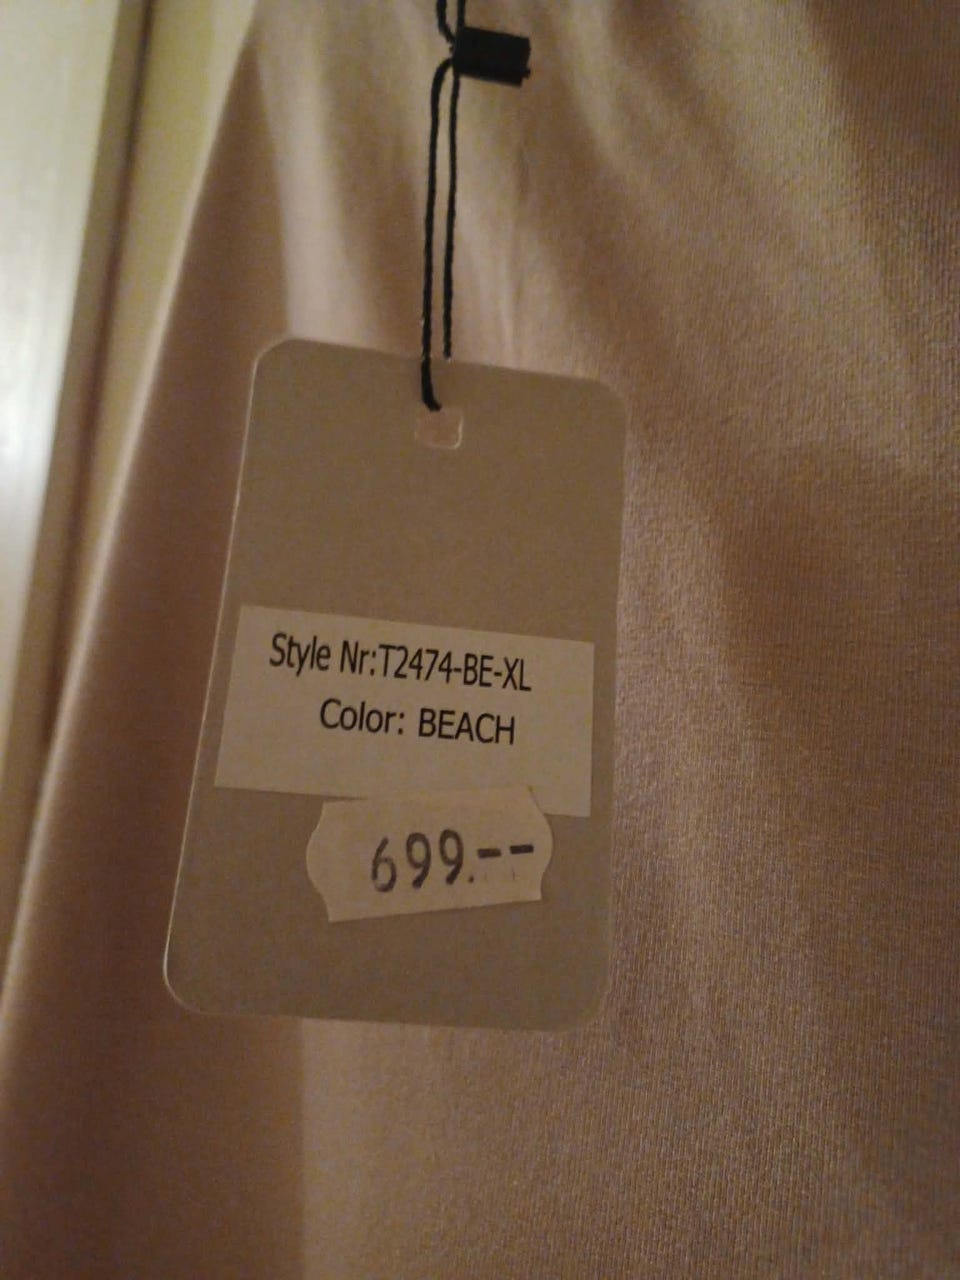 Style Nr:T2474-BE-XL
Color: BEACH
699.--